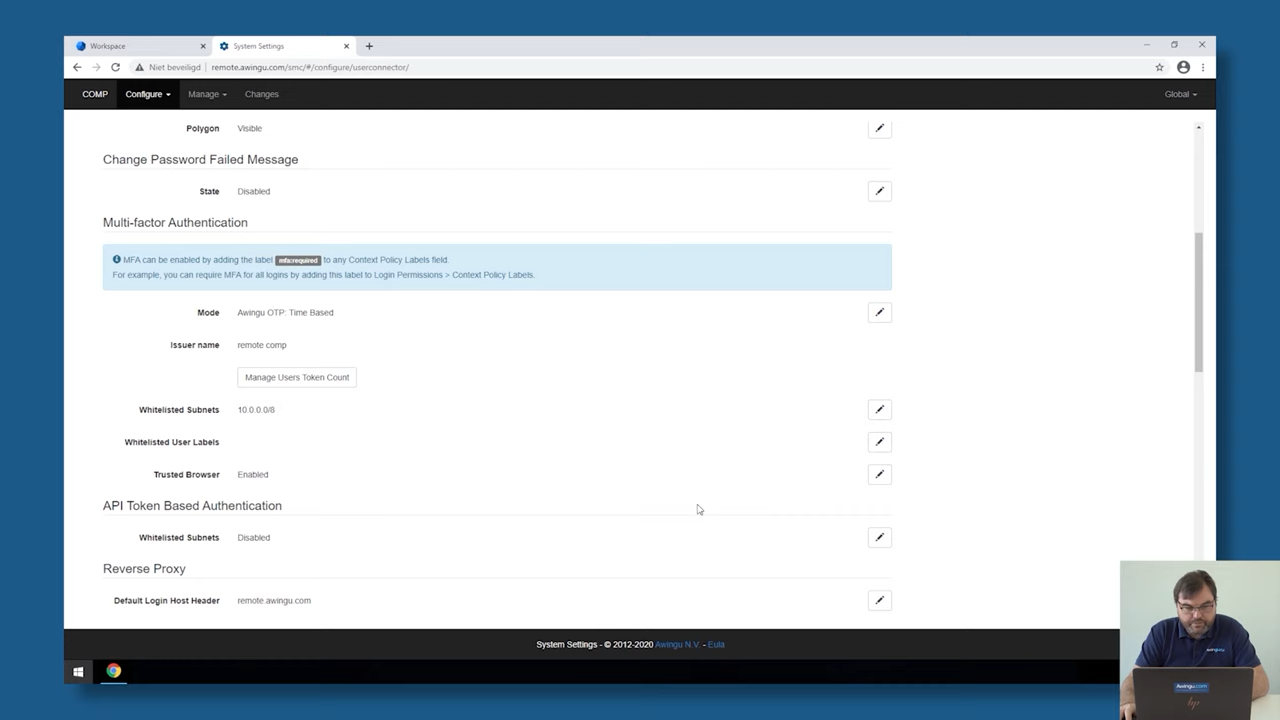 Workspace
System Settings
Niet beveiligd
remote.awingu.com/smc/#/configure/userconnector/
COMP
Configure
Manage
Changes
Global
Polygon Visible
Change Password Failed Message
State Disabled
Multi-factor Authentication
MFA can be enabled by adding the label mfa:required to any Context Policy Labels field.
For example, you can require MFA for all logins by adding this label to Login Permissions > Context Policy Labels.
Mode Awingu OTP: Time Based
Issuer name remote comp
Manage Users Token Count
Whitelisted Subnets 10.0.0.0/8
Whitelisted User Labels
Trusted Browser Enabled
API Token Based Authentication
Whitelisted Subnets Disabled
Reverse Proxy
Default Login Host Header remote.awingu.com
System Settings - © 2012-2020 Awingu N.V. - Eula
Awingu.com
hp